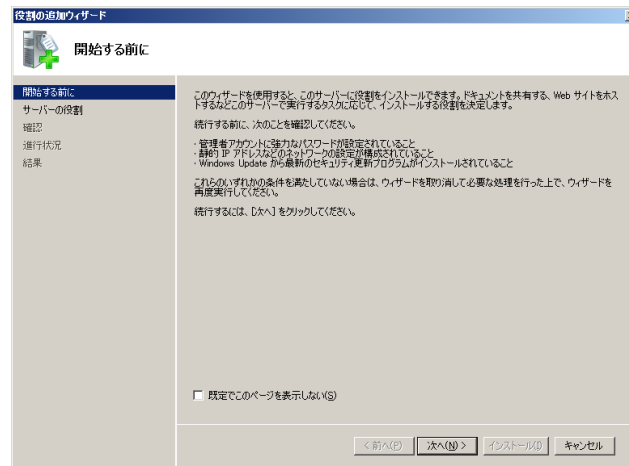 役割の追加ウィザード
開始する前に
開始する前に
サーバーの役割
確認
進行状況
結果
このウィザードを使用すると、このサーバーに役割をインストールできます。ドキュメントを共有する、Web サイトをホス
トするなどこのサーバーで実行するタスクに応じて、インストールする役割を決定します。
続行する前に、次のことを確認してください。
・管理者アカウントに強力なパスワードが設定されていること
・静的 IP アドレスなどのネットワークの設定が構成されていること
・Windows Update から最新のセキュリティ更新プログラムがインストールされていること
これらのいずれかの条件を満たしていない場合は、ウィザードを取り消して必要な処理を行った上で、ウィザードを
再度実行してください。
続行するには、[次へ] をクリックしてください。
既定でこのページを表示しない(S)
< 前へ(P)
次へ(N) >
インストール(I)
キャンセル